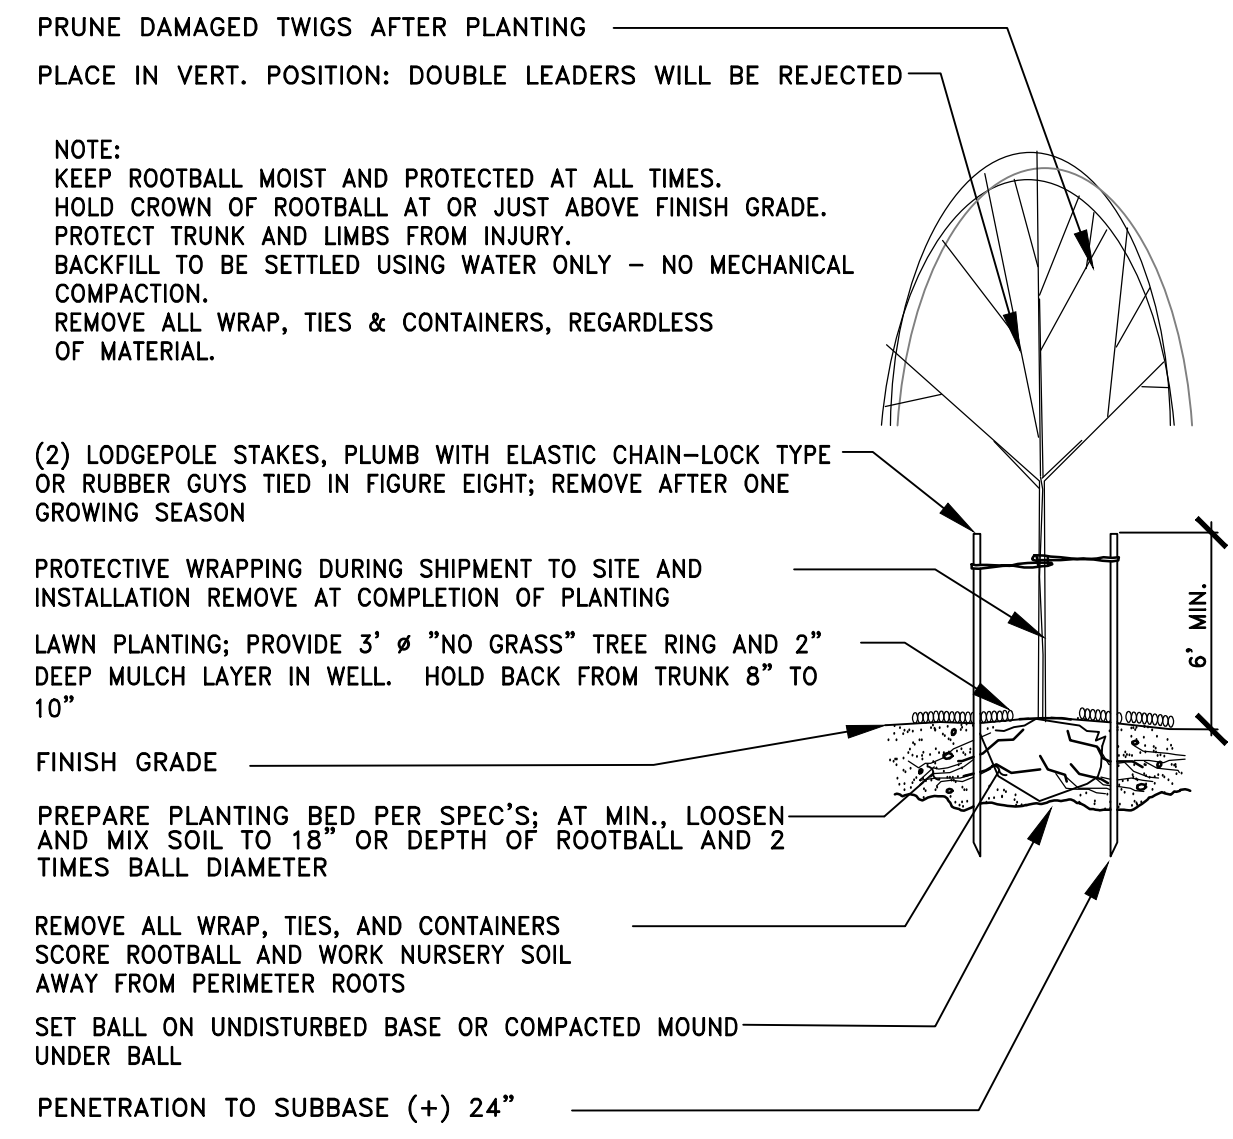 PRUNE DAMAGED TWIGS AFTER PLANTING
PLACE IN VERT. POSITION: DOUBLE LEADERS WILL BE REJECTED
NOTE:
KEEP ROOTBALL MOIST AND PROTECTED AT ALL TIMES.
HOLD CROWN OF ROOTBALL AT OR JUST ABOVE FINISH GRADE.
PROTECT TRUNK AND LIMBS FROM INJURY.
BACKFILL TO BE SETTLED USING WATER ONLY – NO MECHANICAL
COMPACTION.
REMOVE ALL WRAP, TIES & CONTAINERS, REGARDLESS
OF MATERIAL.
(2) LODGEPOLE STAKES, PLUMB WITH ELASTIC CHAIN–LOCK TYPE
OR RUBBER GUYS TIED IN FIGURE EIGHT; REMOVE AFTER ONE
GROWING SEASON
PROTECTIVE WRAPPING DURING SHIPMENT TO SITE AND
INSTALLATION REMOVE AT COMPLETION OF PLANTING
LAWN PLANTING; PROVIDE 3' ø "NO GRASS" TREE RING AND 2"
DEEP MULCH LAYER IN WELL. HOLD BACK FROM TRUNK 8" TO
10"
6' MIN.
FINISH GRADE
PREPARE PLANTING BED PER SPEC'S; AT MIN., LOOSEN
AND MIX SOIL TO 18" OR DEPTH OF ROOTBALL AND 2
TIMES BALL DIAMETER
REMOVE ALL WRAP, TIES, AND CONTAINERS
SCORE ROOTBALL AND WORK NURSERY SOIL
AWAY FROM PERIMETER ROOTS
SET BALL ON UNDISTURBED BASE OR COMPACTED MOUND
UNDER BALL
PENETRATION TO SUBBASE (+) 24"